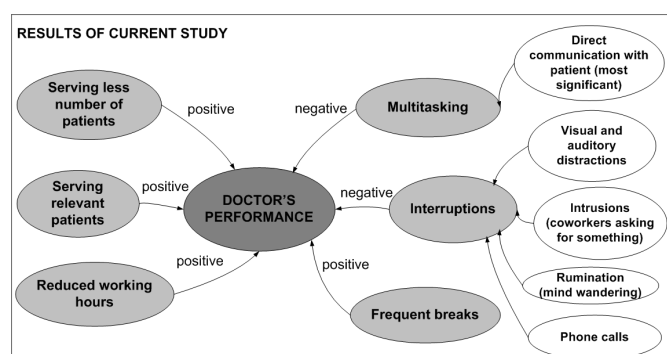 RESULTS OF CURRENT STUDY
Serving less
number of
patients
positive
Serving
relevant
patients
positive
Reduced working
hours
positive
DOCTOR'S
PERFORMANCE
negative
Multitasking
negative
Interruptions
positive
Frequent breaks
Direct
communication with
patient (most
significant)
Visual and
auditory
distractions
Intrusions
(coworkers asking
for something)
Rumination
(mind wandering)
Phone calls